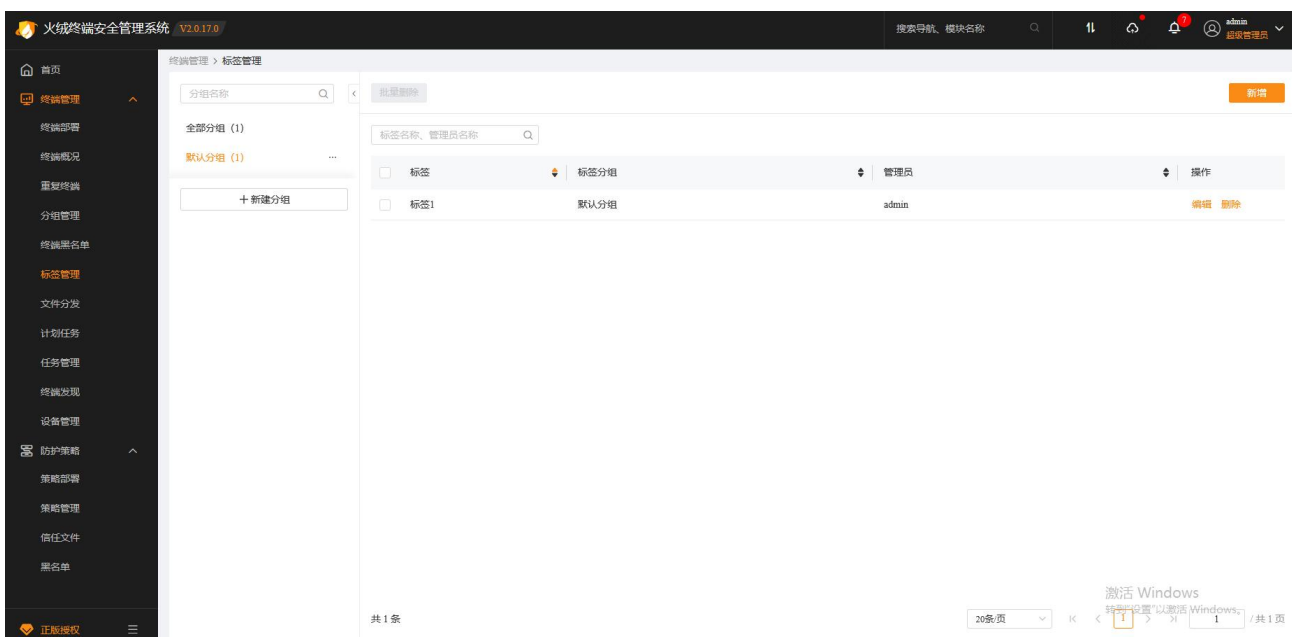 火绒终端安全管理系统 V2.0.17.0
搜索导航、模块名称
7
admin
超级管理员
首页
终端管理
终端部署
终端概况
重复终端
分组管理
终端黑名单
标签管理
文件分发
计划任务
任务管理
终端发现
设备管理
防护策略
策略部署
策略管理
信任文件
黑名单
正版授权
终端管理 > 标签管理
分组名称
全部分组 (1)
默认分组 (1) ...
+ 新建分组
批量删除
新增
标签名称、管理员名称
标签 标签分组 管理员 操作
标签1 默认分组 admin 编辑 删除
激活 Windows
转到"设置"以激活 Windows。
共 1 条
20条/页
1
1 / 共 1 页